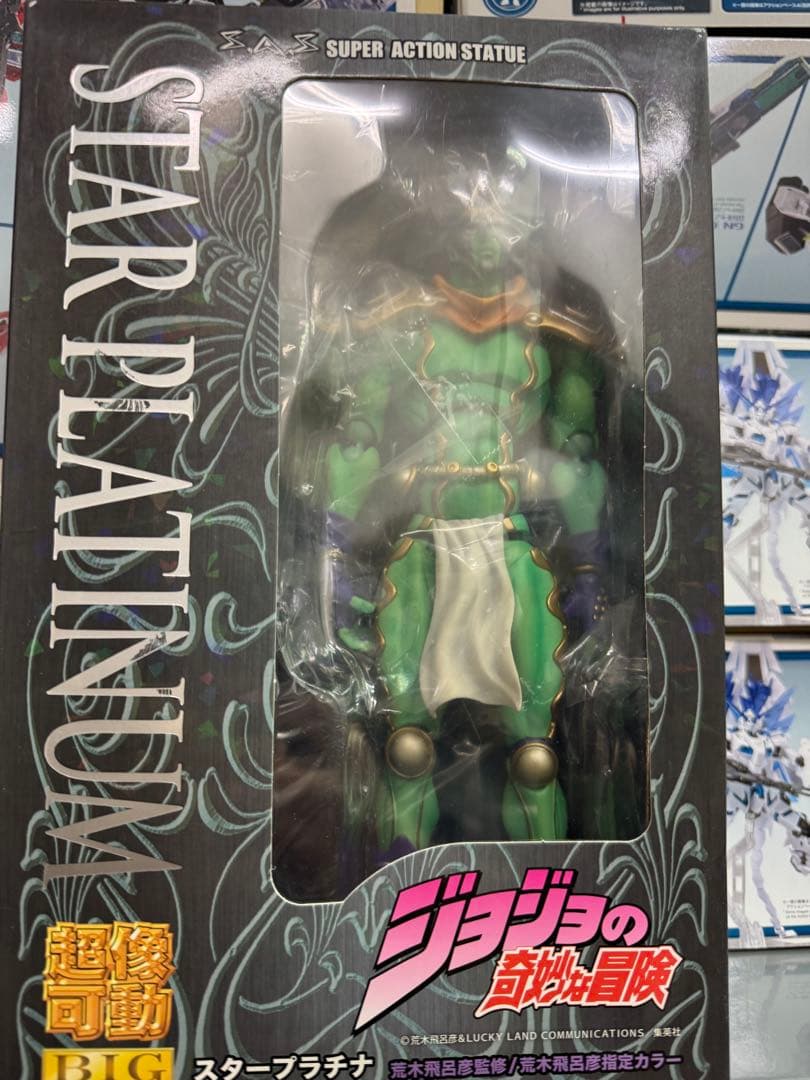 S.A.S SUPER ACTION STATUE
STAR PLATINUM
ジョジョの
奇妙な冒険
©荒木飛呂彦&LUCKY LAND COMMUNICATIONS/集英社
超像
可動
BIG
スタープラチナ
荒木飛呂彦監修/荒木飛呂彦指定カラー
GN